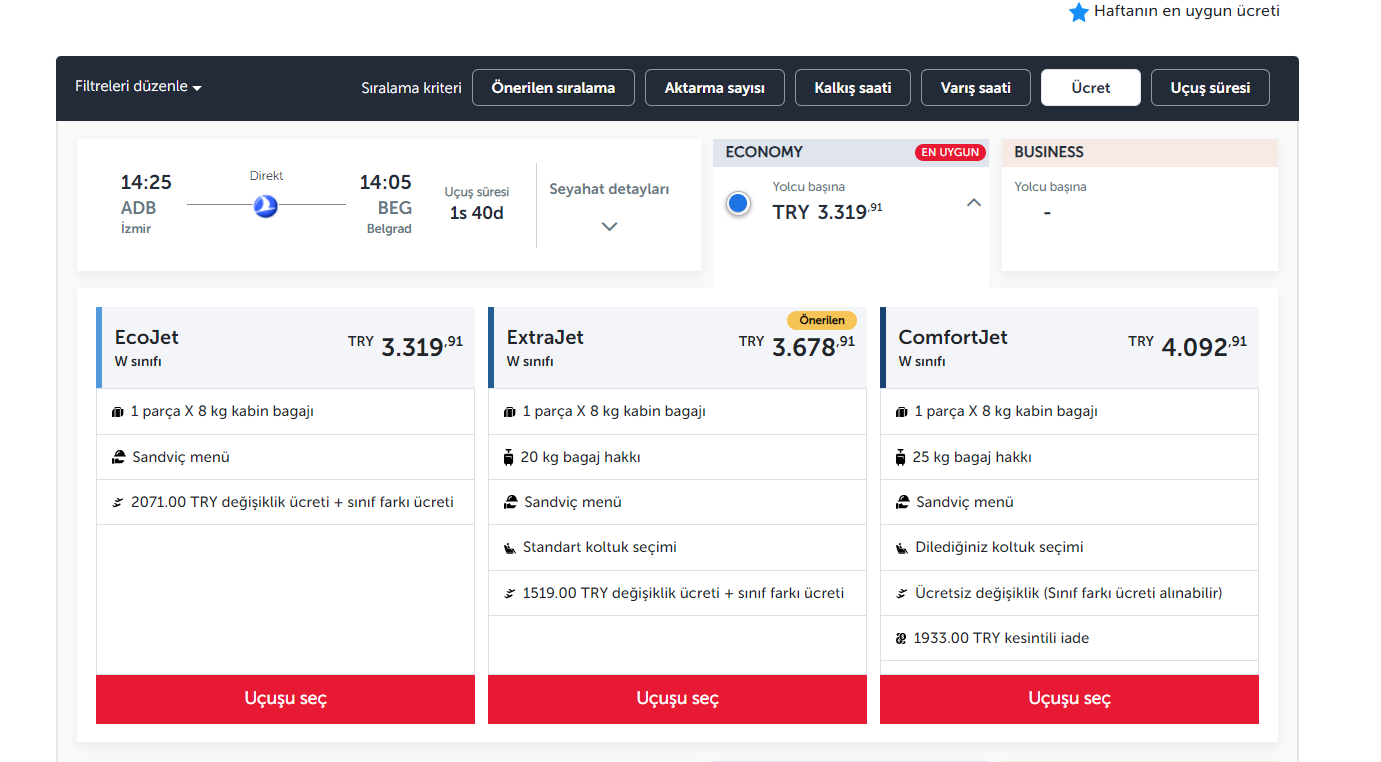 Haftanın en uygun ücreti
Filtreleri düzenle
Sıralama kriteri
Önerilen sıralama
Aktarma sayısı
Kalkış saati
Varış saati
Ücret
Uçuş süresi
14:25
ADB
İzmir
Direkt
14:05
BEG
Belgrad
Uçuş süresi
1s 40d
Seyahat detayları
ECONOMY
EN UYGUN
Yolcu başına
TRY 3.319,91
BUSINESS
Yolcu başına
-
EcoJet
W sınıfı
TRY 3.319,91
1 parça X 8 kg kabin bagajı
Sandviç menü
2071.00 TRY değişiklik ücreti + sınıf farkı ücreti
Uçuşu seç
Önerilen
ExtraJet
W sınıfı
TRY 3.678,91
1 parça X 8 kg kabin bagajı
20 kg bagaj hakkı
Sandviç menü
Standart koltuk seçimi
1519.00 TRY değişiklik ücreti + sınıf farkı ücreti
Uçuşu seç
ComfortJet
W sınıfı
TRY 4.092,91
1 parça X 8 kg kabin bagajı
25 kg bagaj hakkı
Sandviç menü
Dilediğiniz koltuk seçimi
Ücretsiz değişiklik (Sınıf farkı ücreti alınabilir)
1933.00 TRY kesintili iade
Uçuşu seç